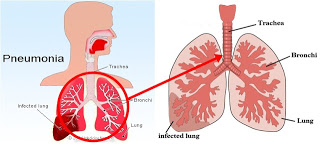 Pneumonia
Trachea
Bronchi
infected lung
Lung
Trachea
Bronchi
Lung
infected lung